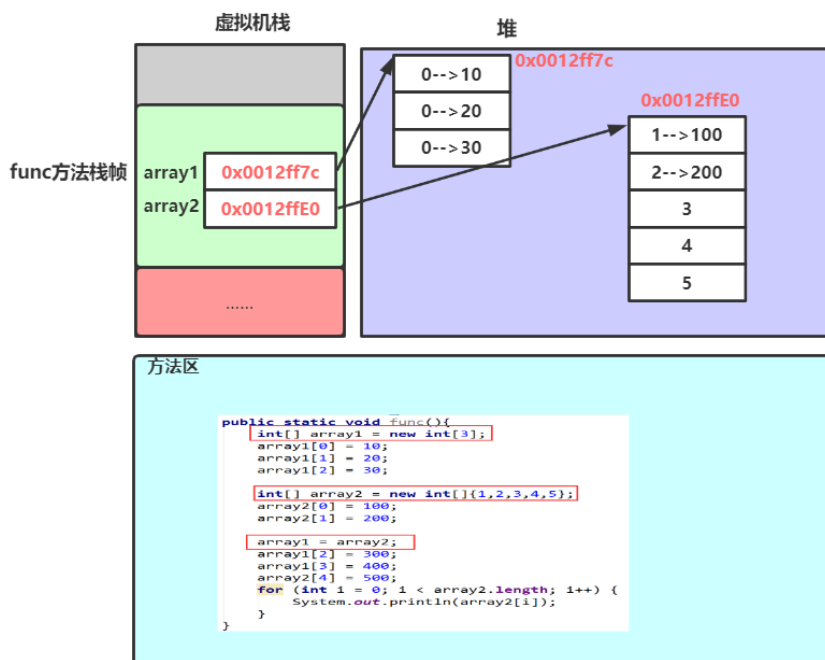 虚拟机栈
堆
0-->10
0x0012ff7c
0-->20
0-->30
0x0012ffE0
1-->100
2-->200
3
4
5
func方法栈帧
array1
0x0012ff7c
array2
0x0012ffE0
......
方法区
public static void func(){
int[] array1 = new int[3];
array1[0] = 10;
array1[1] = 20;
array1[2] = 30;
int[] array2 = new int[]{1,2,3,4,5};
array2[0] = 100;
array2[1] = 200;
array1 = array2;
array1[2] = 300;
array1[3] = 400;
array2[4] = 500;
for (int i = 0; i < array2.length; i++) {
System.out.println(array2[i]);
}
}